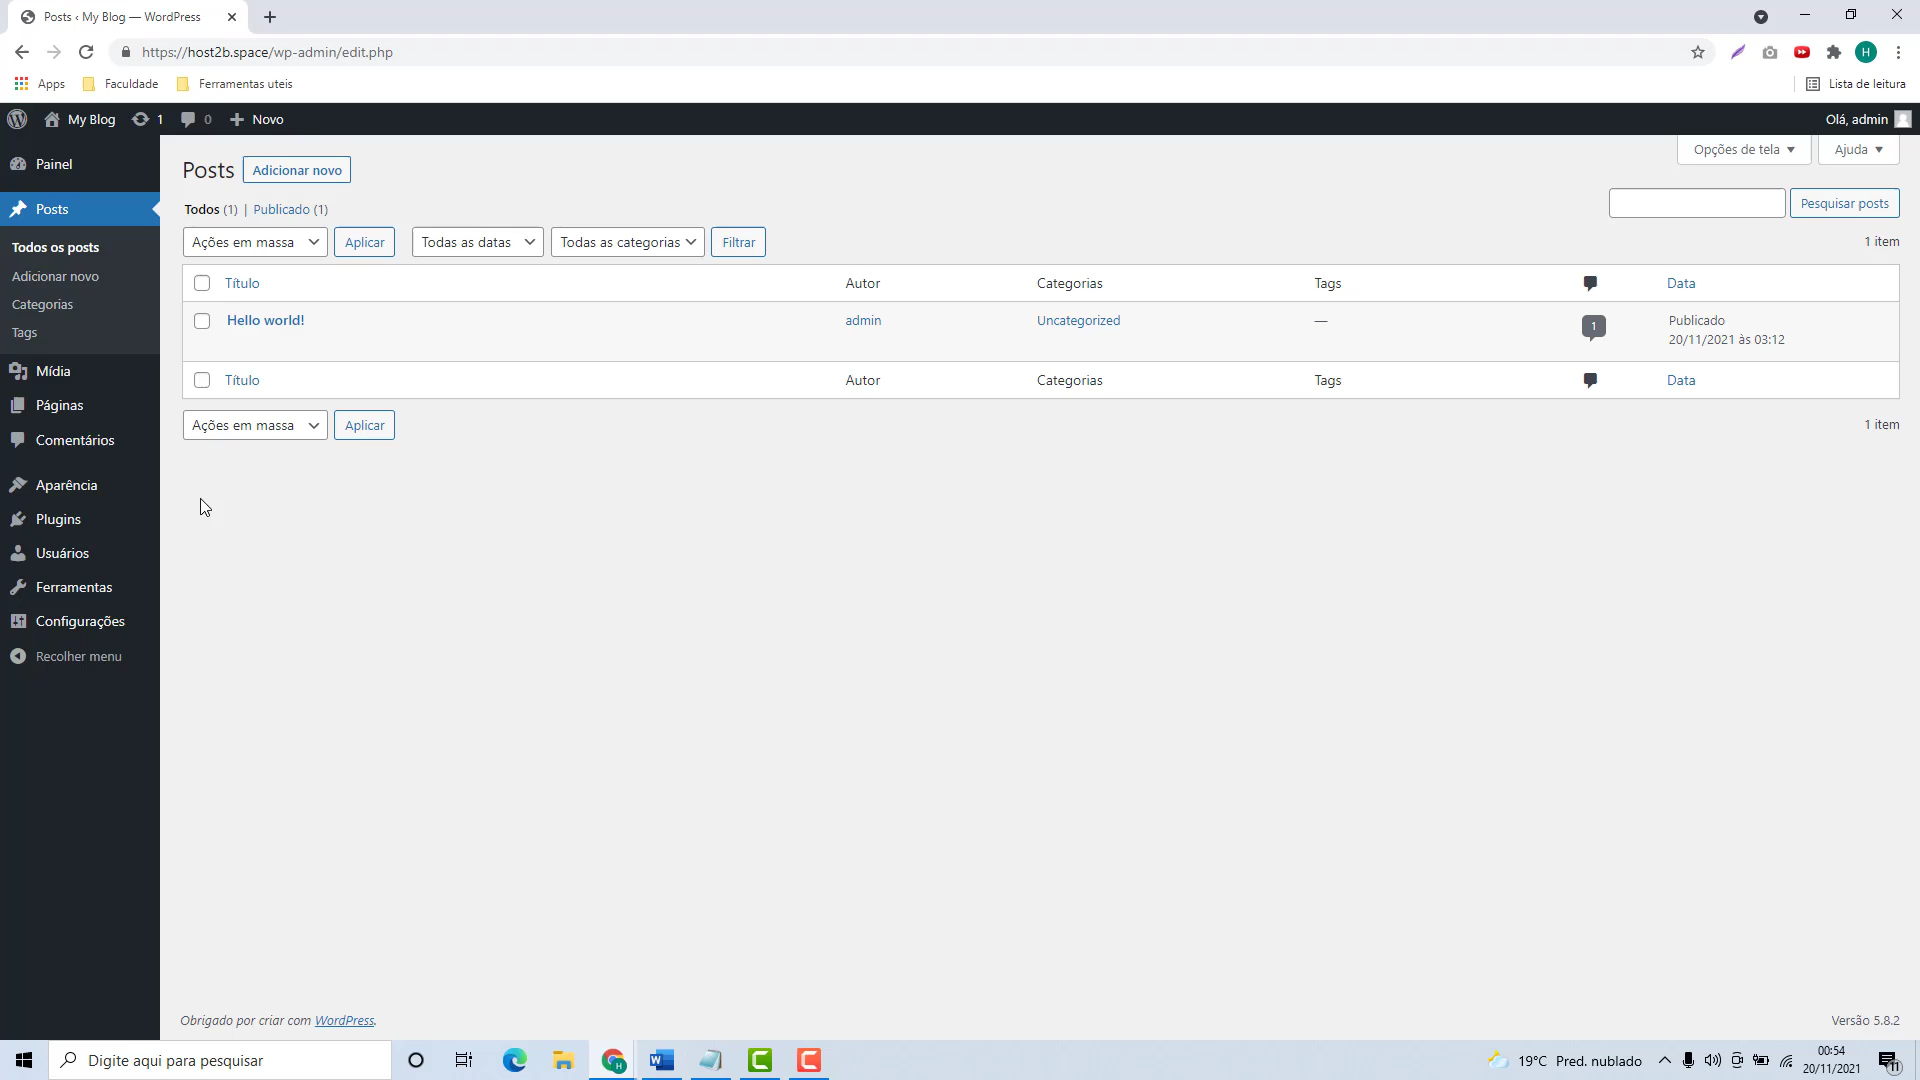 Posts ‹ My Blog — WordPress
https://host2b.space/wp-admin/edit.php
H
Apps
Faculdade
Ferramentas uteis
Lista de leitura
My Blog
1
0
Novo
Olá, admin
Painel
Posts
Todos os posts
Adicionar novo
Categorias
Tags
Mídia
Páginas
Comentários
Aparência
Plugins
Usuários
Ferramentas
Configurações
Recolher menu
Posts
Adicionar novo
Opções de tela
Ajuda
Todos (1) | Publicado (1)
Pesquisar posts
Ações em massa
Aplicar
Todas as datas
Todas as categorias
Filtrar
1 item
Título Autor Categorias Tags Data
Hello world! admin Uncategorized — 1 Publicado
20/11/2021 às 03:12
Título Autor Categorias Tags Data
Ações em massa
Aplicar
1 item
Obrigado por criar com WordPress.
Versão 5.8.2
Digite aqui para pesquisar
19°C Pred. nublado
00:54
20/11/2021
11